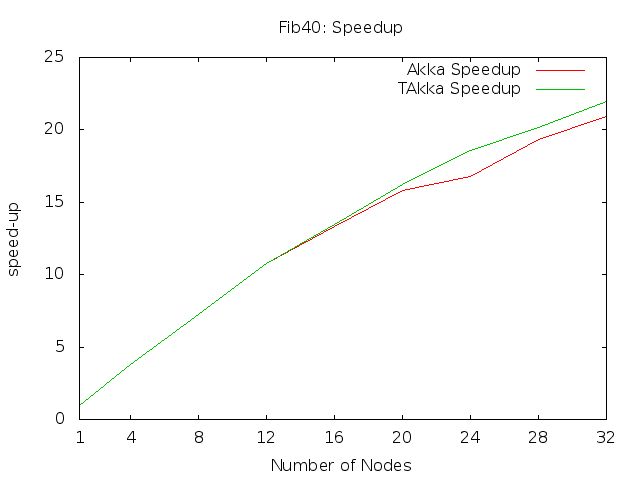 Fib40: Speedup
25
Akka Speedup
TAkka Speedup
20
15
speed-up
10
5
0
1 4 8 12 16 20 24 28 32
Number of Nodes